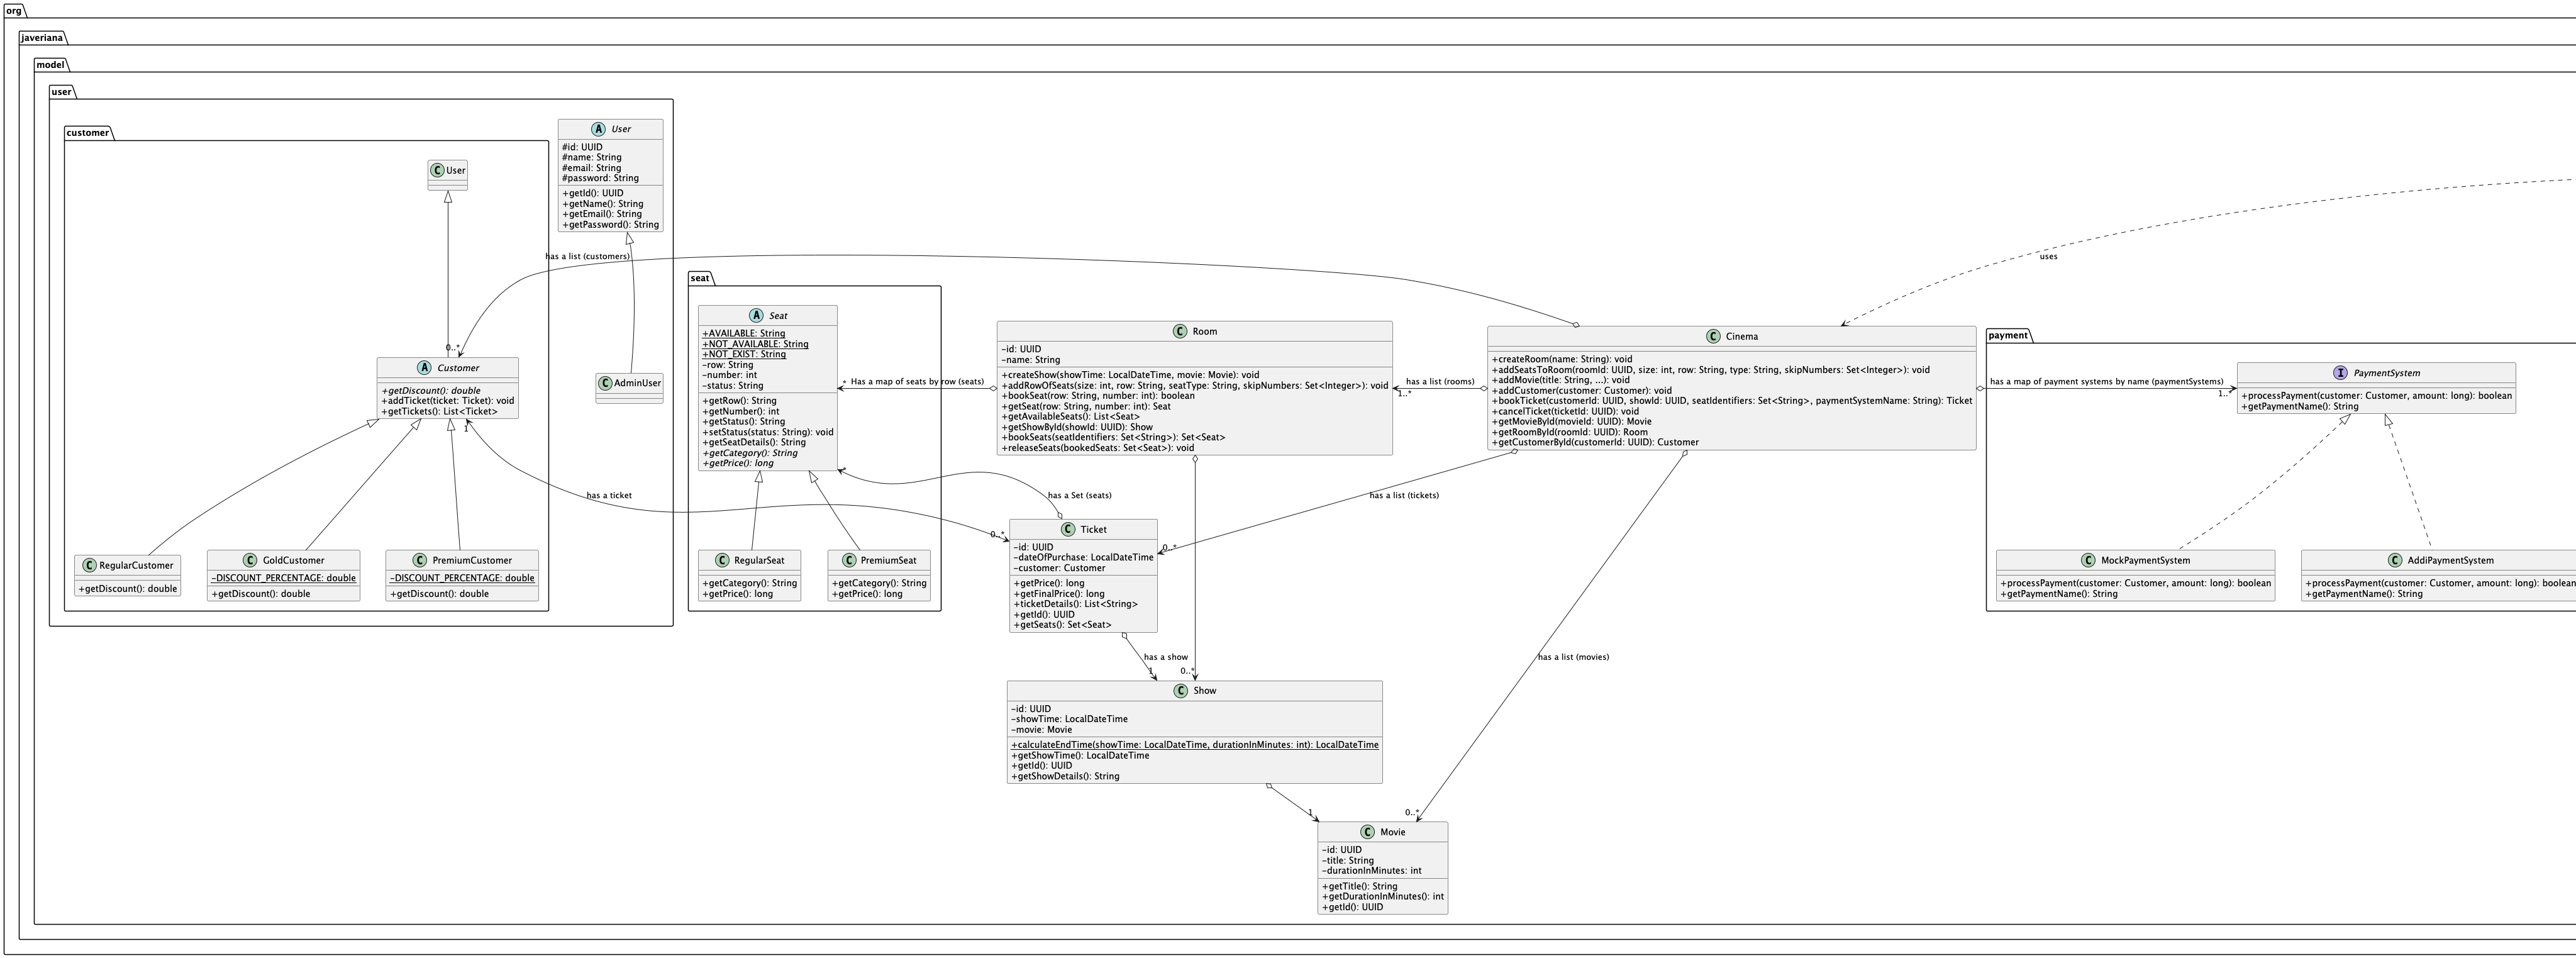 org
javeriana
model
user
customer
A User
#id: UUID
#name: String
#email: String
#password: String
+getId(): UUID
+getName(): String
+getEmail(): String
+getPassword(): String
C User
has a list (customers)
uses
0..*
A Customer
+getDiscount(): double
+addTicket(ticket: Ticket): void
+getTickets(): List<Ticket>
1
C AdminUser
has a ticket
0..*
C RegularCustomer
+getDiscount(): double
C GoldCustomer
-DISCOUNT_PERCENTAGE: double
+getDiscount(): double
C PremiumCustomer
-DISCOUNT_PERCENTAGE: double
+getDiscount(): double
seat
A Seat
+AVAILABLE: String
+NOT_AVAILABLE: String
+NOT_EXIST: String
-row: String
-number: int
-status: String
+getRow(): String
+getNumber(): int
+getStatus(): String
+setStatus(status: String): void
+getSeatDetails(): String
+getCategory(): String
+getPrice(): long
* Has a map of seats by row (seats)
*
has a Set (seats)
C RegularSeat
+getCategory(): String
+getPrice(): long
C PremiumSeat
+getCategory(): String
+getPrice(): long
C Room
-id: UUID
-name: String
+createShow(showTime: LocalDateTime, movie: Movie): void
+addRowOfSeats(size: int, row: String, seatType: String, skipNumbers: Set<Integer>): void
+bookSeat(row: String, number: int): boolean
+getSeat(row: String, number: int): Seat
+getAvailableSeats(): List<Seat>
+getShowById(showId: UUID): Show
+bookSeats(seatIdentifiers: Set<String>): Set<Seat>
+releaseSeats(bookedSeats: Set<Seat>): void
has a list (rooms)
1..*
C Cinema
+createRoom(name: String): void
+addSeatsToRoom(roomId: UUID, size: int, row: String, type: String, skipNumbers: Set<Integer>): void
+addMovie(title: String, ...): void
+addCustomer(customer: Customer): void
+bookTicket(customerId: UUID, showId: UUID, seatIdentifiers: Set<String>, paymentSystemName: String): Ticket
+cancelTicket(ticketId: UUID): void
+getMovieById(movieId: UUID): Movie
+getRoomById(roomId: UUID): Room
+getCustomerById(customerId: UUID): Customer
has a list (tickets)
0..*
payment
has a map of payment systems by name (paymentSystems)
1..*
I PaymentSystem
+processPayment(customer: Customer, amount: long): boolean
+getPaymentName(): String
C MockPaymentSystem
+processPayment(customer: Customer, amount: long): boolean
+getPaymentName(): String
C AddiPaymentSystem
+processPayment(customer: Customer, amount: long): boolean
+getPaymentName(): String
C Ticket
-id: UUID
-dateOfPurchase: LocalDateTime
-customer: Customer
+getPrice(): long
+getFinalPrice(): long
+ticketDetails(): List<String>
+getId(): UUID
+getSeats(): Set<Seat>
has a show
1
0..*
has a list (movies)
C Show
-id: UUID
-showTime: LocalDateTime
-movie: Movie
+calculateEndTime(showTime: LocalDateTime, durationInMinutes: int): LocalDateTime
+getShowTime(): LocalDateTime
+getId(): UUID
+getShowDetails(): String
1
0..*
C Movie
-id: UUID
-title: String
-durationInMinutes: int
+getTitle(): String
+getDurationInMinutes(): int
+getId(): UUID